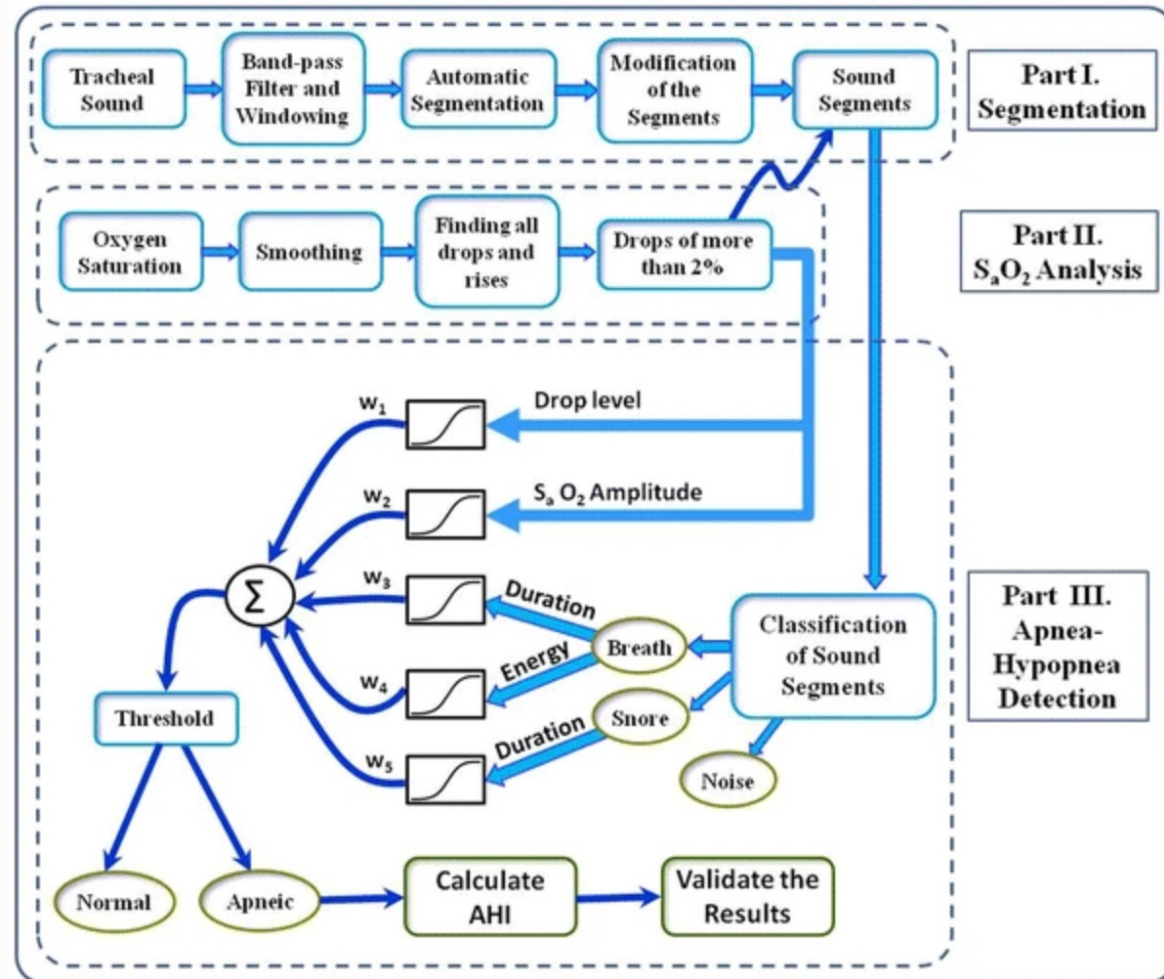 Tracheal
Sound
Band-pass
Filter and
Windowing
Automatic
Segmentation
Modification
of the
Segments
Sound
Segments
Part I.
Segmentation
Oxygen
Saturation
Smoothing
Finding all
drops and
rises
Drops of more
than 2%
Part II.
SₐO₂ Analysis
w₁
Drop level
w₂
Sₐ O₂ Amplitude
w₃
Duration
Σ
Breath
Energy
w₄
Classification
of Sound
Segments
Part III.
Apnea-
Hypopnea
Detection
Threshold
Snore
Duration
w₅
Noise
Normal
Apneic
Calculate
AHI
Validate the
Results